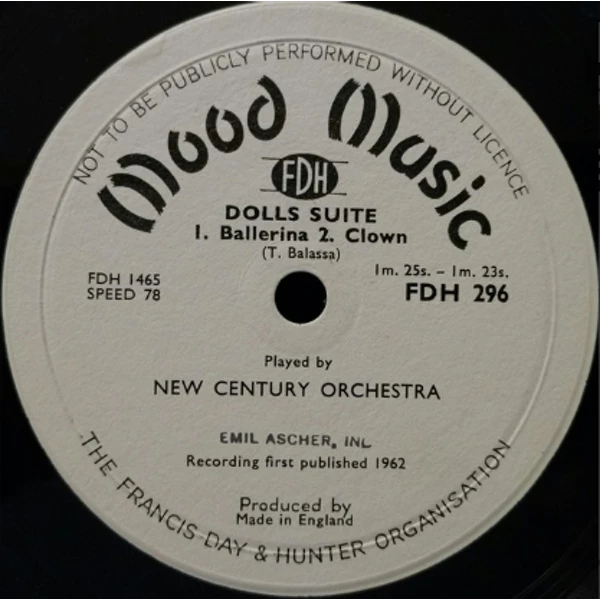 NOT TO BE PUBLICLY PERFORMED WITHOUT LICENCE
Mood Music
FDH
DOLLS SUITE
1. Ballerina 2. Clown
(T. Balassa)
1m. 25s. – 1m. 23s.
FDH 1465
SPEED 78
FDH 296
Played by
NEW CENTURY ORCHESTRA
EMIL ASCHER, INC.
Recording first published 1962
Produced by
Made in England
THE FRANCIS DAY & HUNTER ORGANISATION